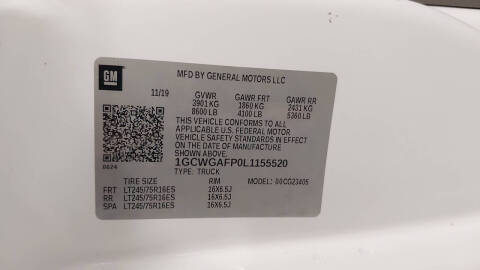 GM
MFD BY GENERAL MOTORS LLC
11/19 GVWR GAWR FRT GAWR RR
3901 KG 1860 KG 2431 KG
8600 LB 4100 LB 5360 LB
THIS VEHICLE CONFORMS TO ALL APPLICABLE
U.S. FEDERAL MOTOR VEHICLE SAFETY STANDARDS
IN EFFECT ON THE DATE OF MANUFACTURE
SHOWN ABOVE.
1GCWGAFP0L1155520
TYPE: TRUCK
TIRE SIZE RIM MODEL: 00CG23405
FRT LT245/75R16ES 16X6.5J
RR LT245/75R16ES 16X6.5J
SPA LT245/75R16ES 16X6.5J